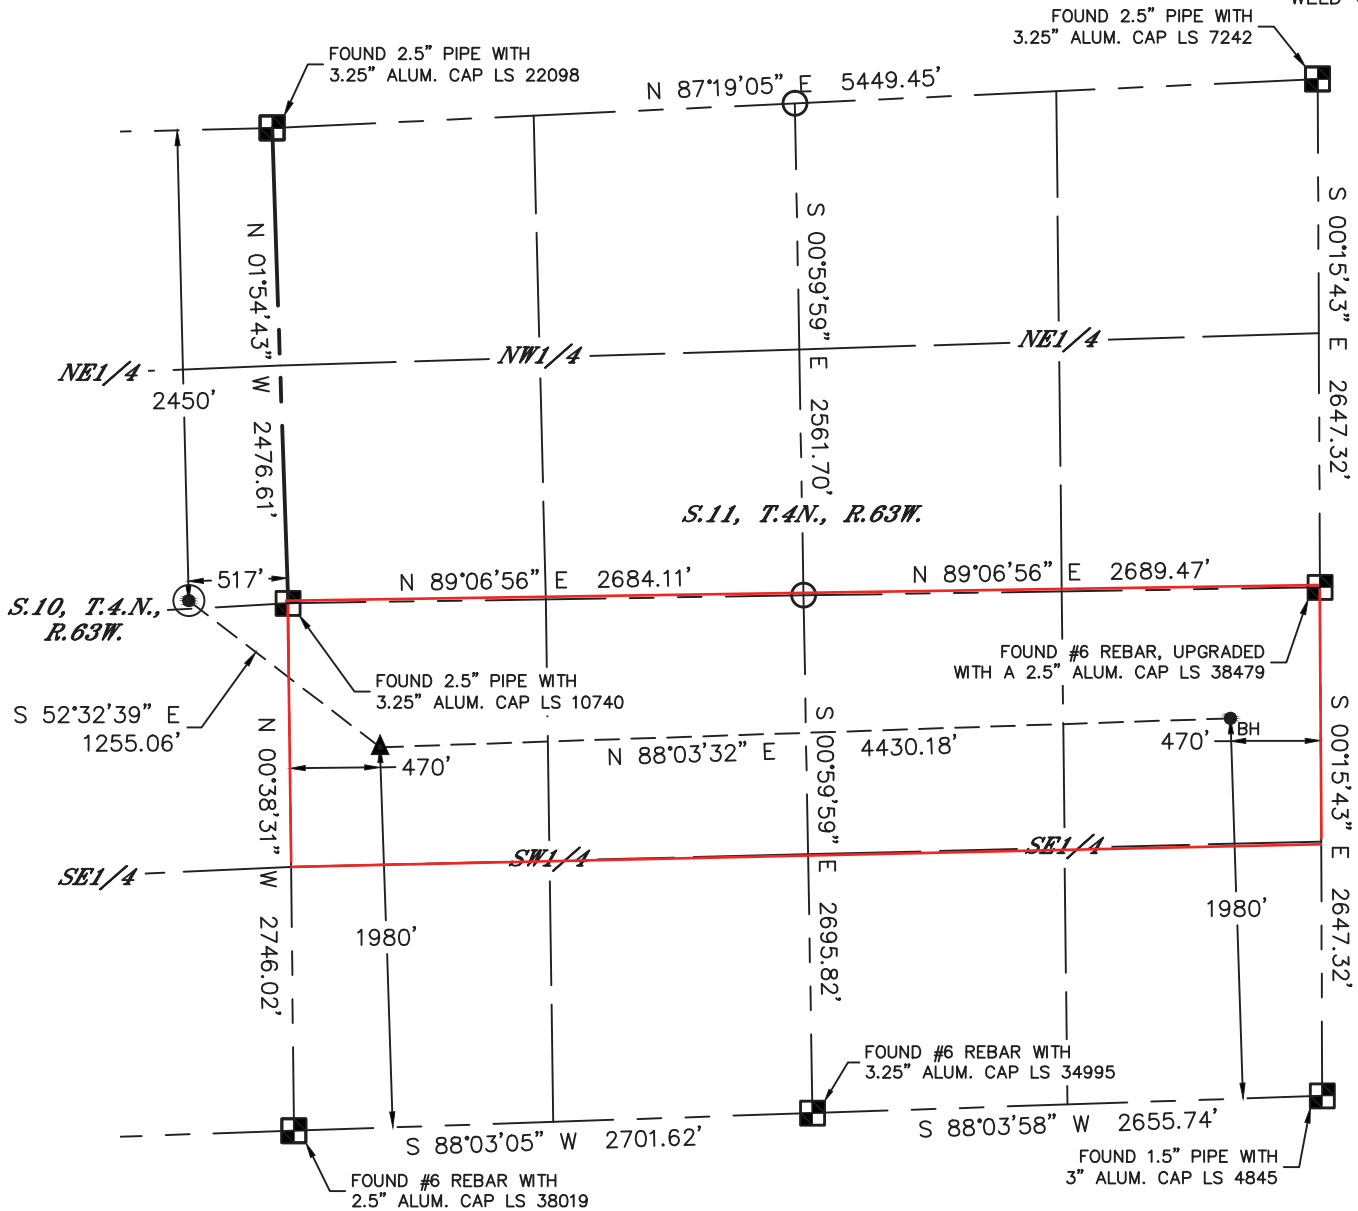 FOUND 2.5" PIPE WITH
3.25" ALUM. CAP LS 7242
FOUND 2.5" PIPE WITH
3.25" ALUM. CAP LS 22098
N 87°19'05" E 5449.45'
N 01°54'43" W 2476.61'
S 00°59'59" E 2561.70'
S 00°15'43" E 2647.32'
NE1/4
NW1/4
NE1/4
2450'
S.11, T.4N., R.63W.
517'
N 89°06'56" E 2684.11'
N 89°06'56" E 2689.47'
S.10, T.4.N.,
R.63W.
FOUND #6 REBAR, UPGRADED
WITH A 2.5" ALUM. CAP LS 38479
FOUND 2.5" PIPE WITH
3.25" ALUM. CAP LS 10740
S 52°32'39" E
1255.06'
N 00°38'31" W 2746.02'
470'
N 88°03'32" E 4430.18'
S 00°59'59" E 2695.82'
470'
BH
S 00°15'43" E 2647.32'
SE1/4
SW1/4
SE1/4
1980'
1980'
FOUND #6 REBAR WITH
3.25" ALUM. CAP LS 34995
S 88°03'05" W 2701.62'
S 88°03'58" W 2655.74'
FOUND #6 REBAR WITH
2.5" ALUM. CAP LS 38019
FOUND 1.5" PIPE WITH
3" ALUM. CAP LS 4845